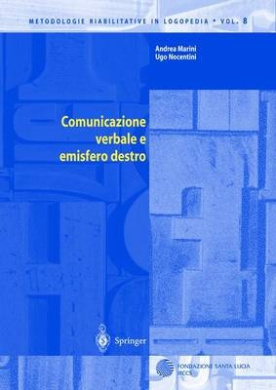 METODOLOGIE RIABILITATIVE IN LOGOPEDIA • VOL. 8
Andrea Marini
Ugo Nocentini
Comunicazione
verbale e
emisfero destro
Springer
FONDAZIONE SANTA LUCIA
IRCCS